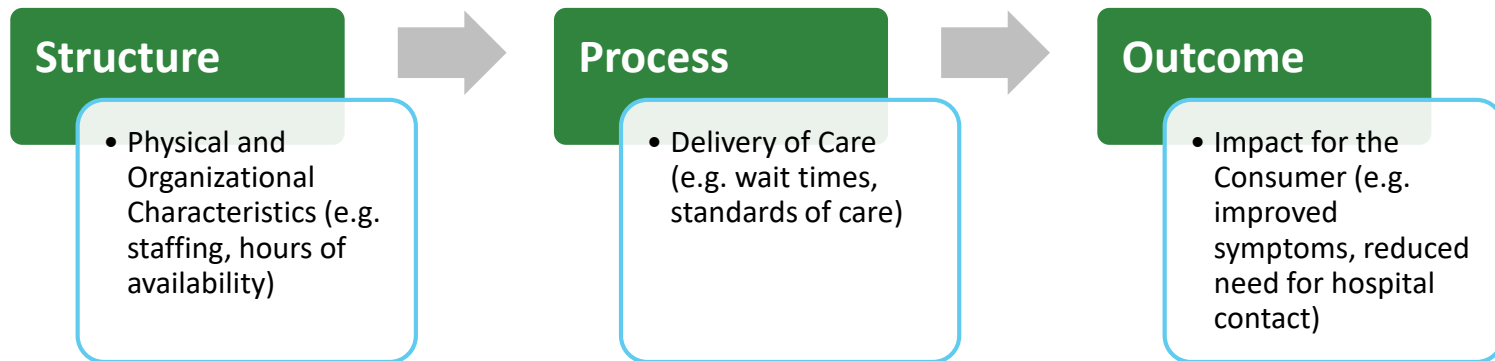 Structure
• Physical and
Organizational
Characteristics (e.g.
staffing, hours of
availability)
Process
• Delivery of Care
(e.g. wait times,
standards of care)
Outcome
• Impact for the
Consumer (e.g.
improved
symptoms, reduced
need for hospital
contact)